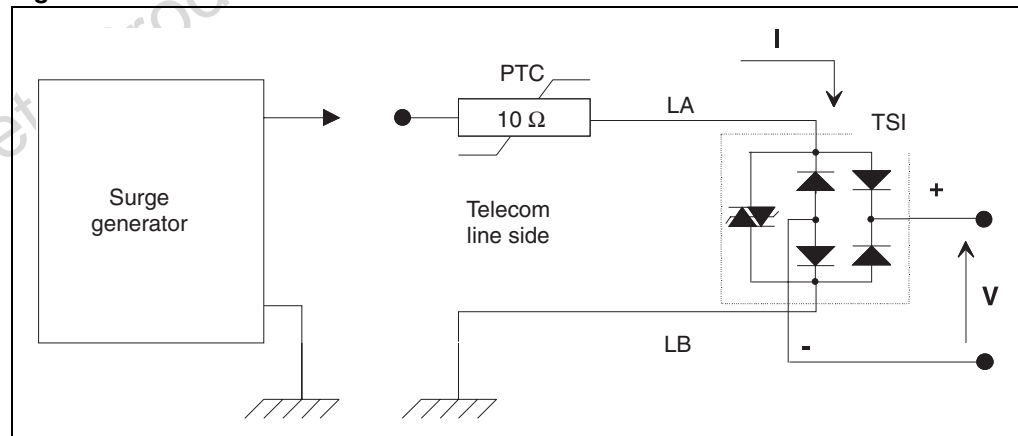 I
PTC
10 Ω
LA
TSI
+
Surge
generator
Telecom
line side
V
LB
-